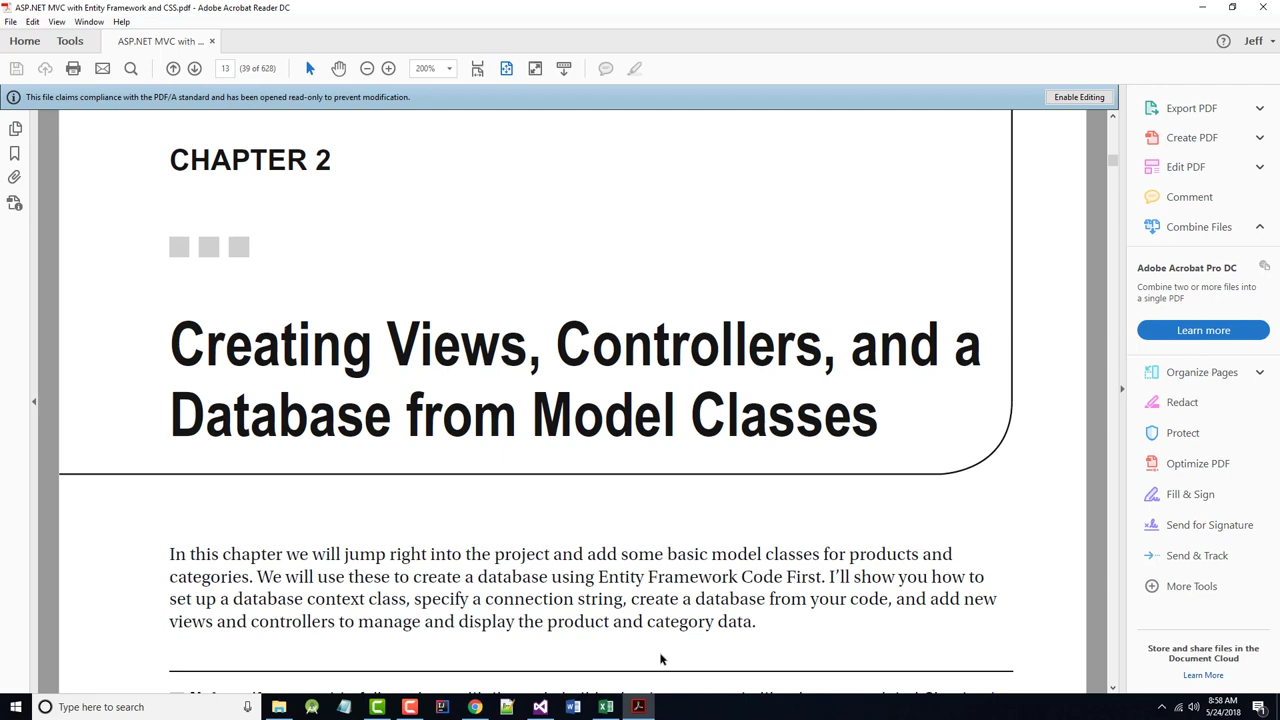 ASP.NET MVC with Entity Framework and CSS.pdf - Adobe Acrobat Reader DC
File Edit View Window Help
Home Tools ASP.NET MVC with ... × Jeff
13 (39 of 628) 200%
This file claims compliance with the PDF/A standard and has been opened read-only to prevent modification. Enable Editing
CHAPTER 2
Creating Views, Controllers, and a
Database from Model Classes
In this chapter we will jump right into the project and add some basic model classes for products and
categories. We will use these to create a database using Entity Framework Code First. I'll show you how to
set up a database context class, specify a connection string, create a database from your code, and add new
views and controllers to manage and display the product and category data.
Export PDF
Create PDF
Edit PDF
Comment
Combine Files
Adobe Acrobat Pro DC
Combine two or more files into
a single PDF
Learn more
Organize Pages
Redact
Protect
Optimize PDF
Fill & Sign
Send for Signature
Send & Track
More Tools
Store and share files in the
Document Cloud
Learn More
Type here to search
8:58 AM
5/24/2018